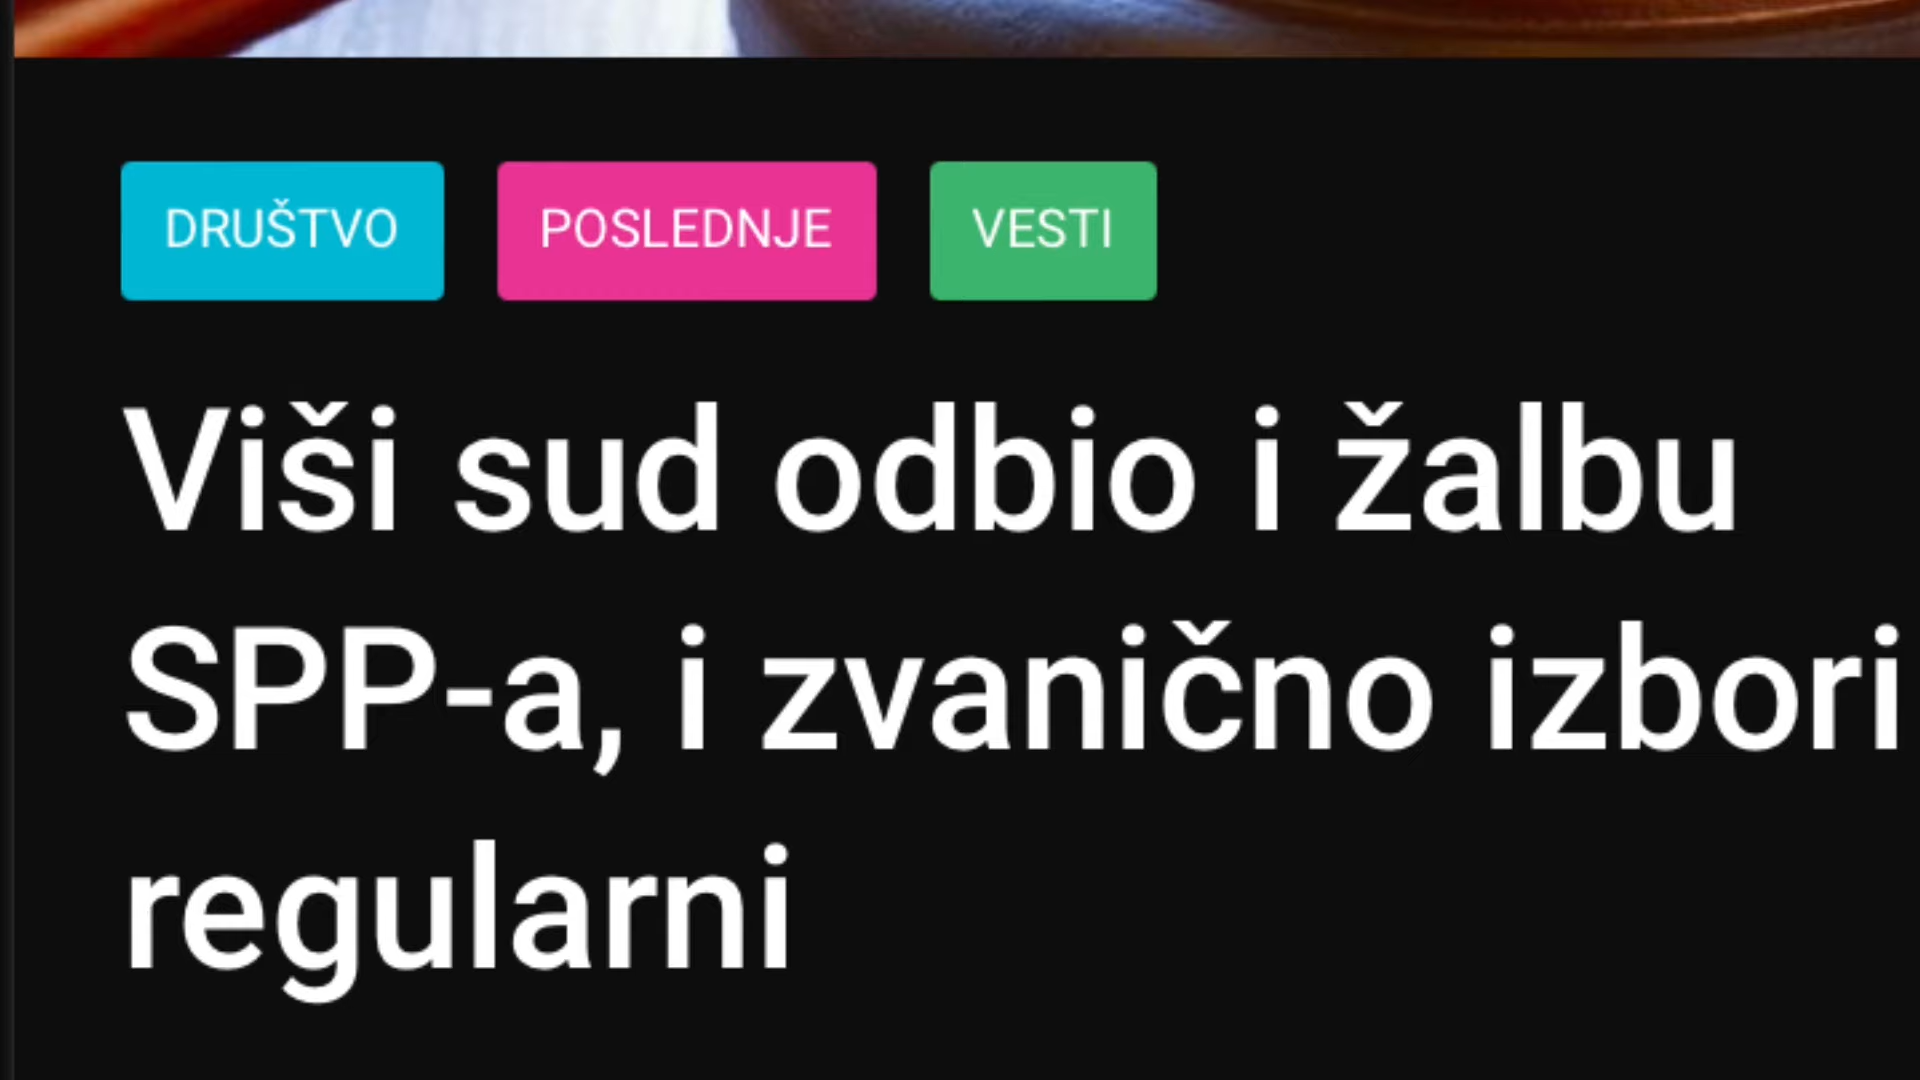 DRUŠTVO POSLEDNJE VESTI
Viši sud odbio i žalbu
SPP-a, i zvanično izbori
regularni